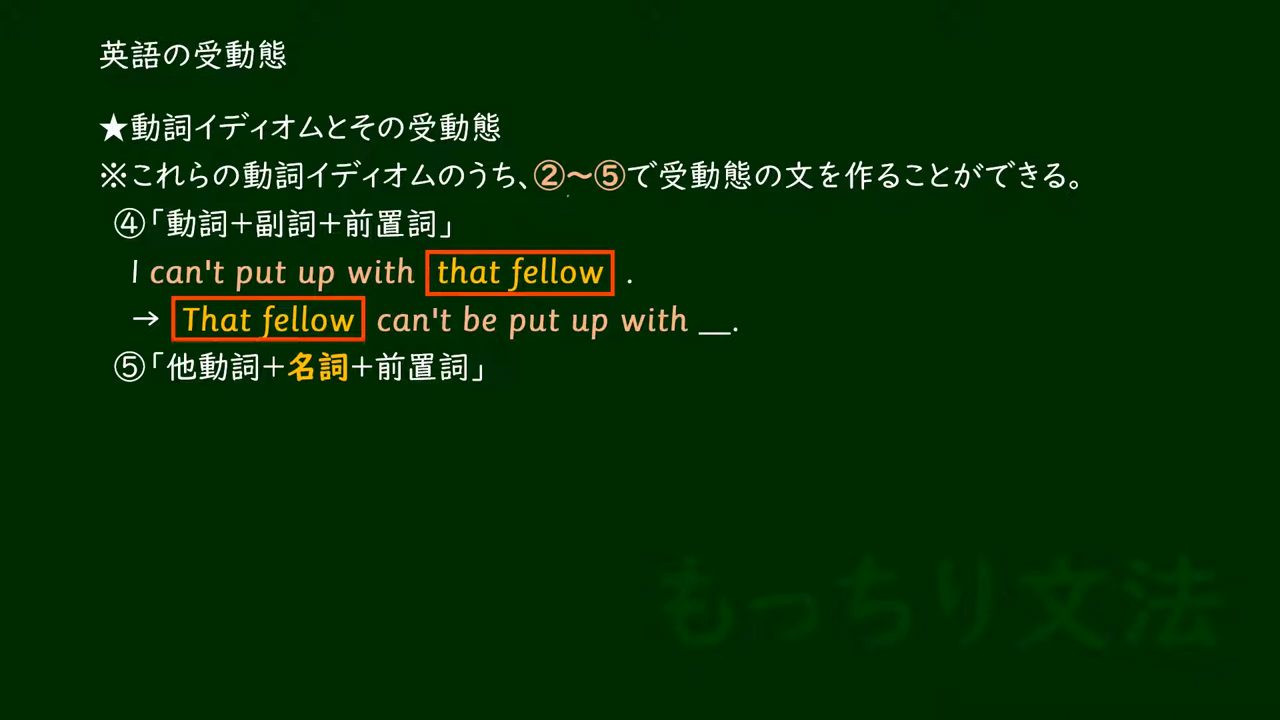 英語の受動態
★動詞イディオムとその受動態
※これらの動詞イディオムのうち、②～⑤で受動態の文を作ることができる。
④「動詞＋副詞＋前置詞」
I can't put up with that fellow .
→ That fellow can't be put up with __.
⑤「他動詞＋名詞＋前置詞」
もっちり文法